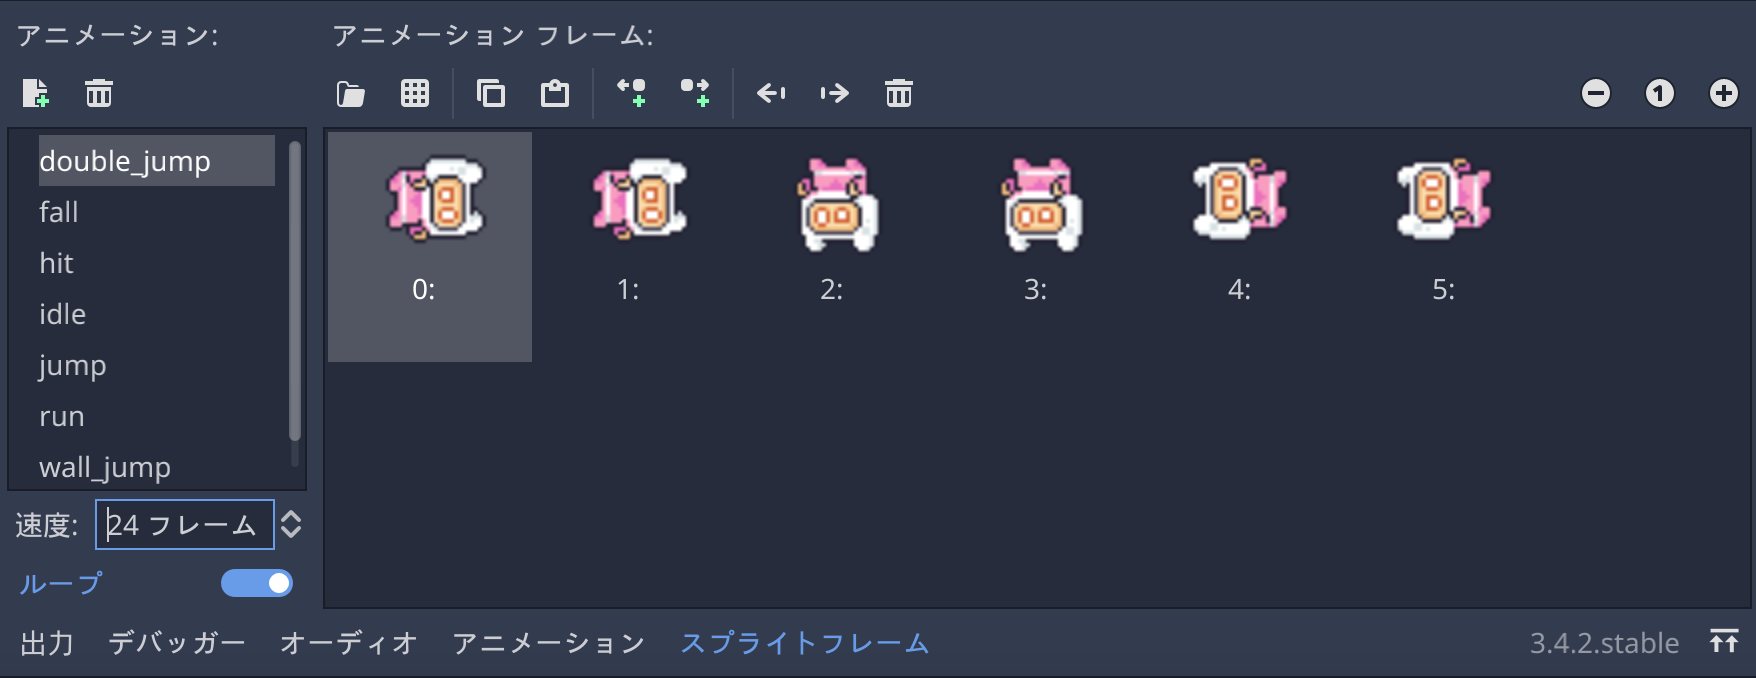 アニメーション:
アニメーション フレーム:
double_jump
fall
hit
idle
jump
run
wall_jump
速度: 24 フレーム
ループ
0:
1:
2:
3:
4:
5:
出力 デバッガー オーディオ アニメーション スプライトフレーム 3.4.2.stable